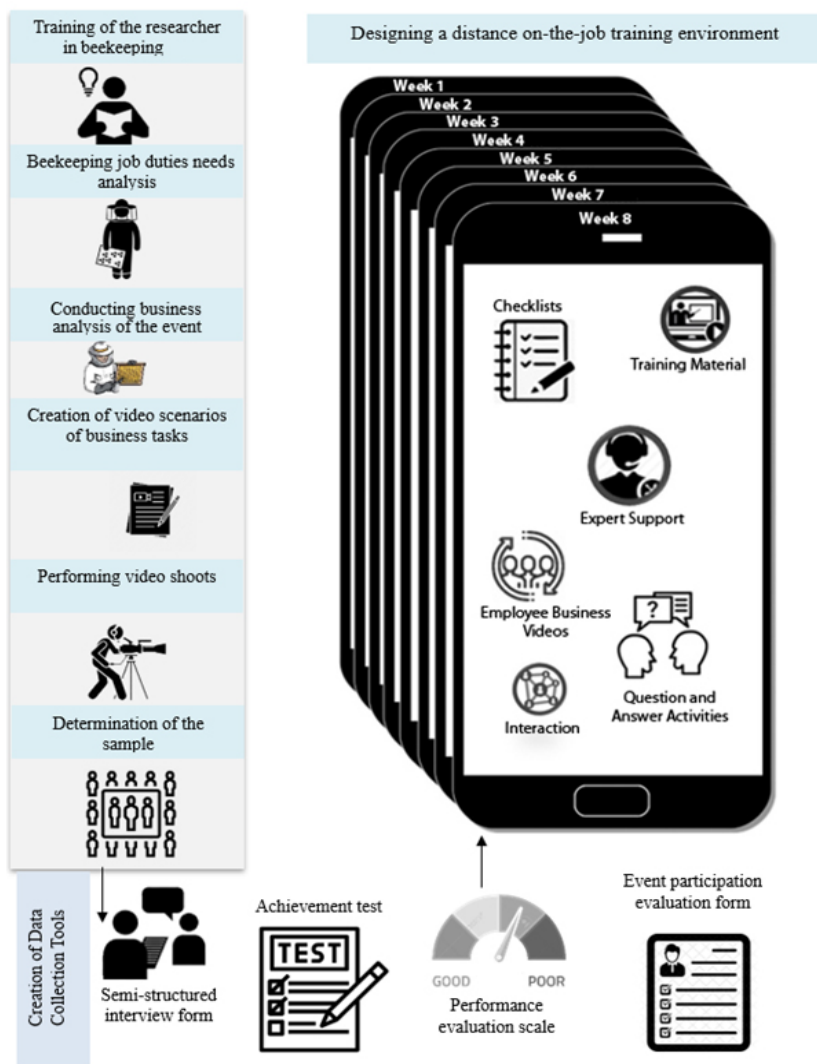 Training of the researcher
in beekeeping
Beekeeping job duties needs
analysis
Conducting business
analysis of the event
Creation of video scenarios
of business tasks
Performing video shoots
Determination of the
sample
Designing a distance on-the-job training environment
Week 1
Week 2
Week 3
Week 4
Week 5
Week 6
Week 7
Week 8
Checklists
Training Material
Expert Support
Employee Business
Videos
?
Question and
Answer Activities
Interaction
Creation of Data
Collection Tools
Semi-structured
interview form
Achievement test
TEST
GOOD
POOR
Performance
evaluation scale
Event participation
evaluation form